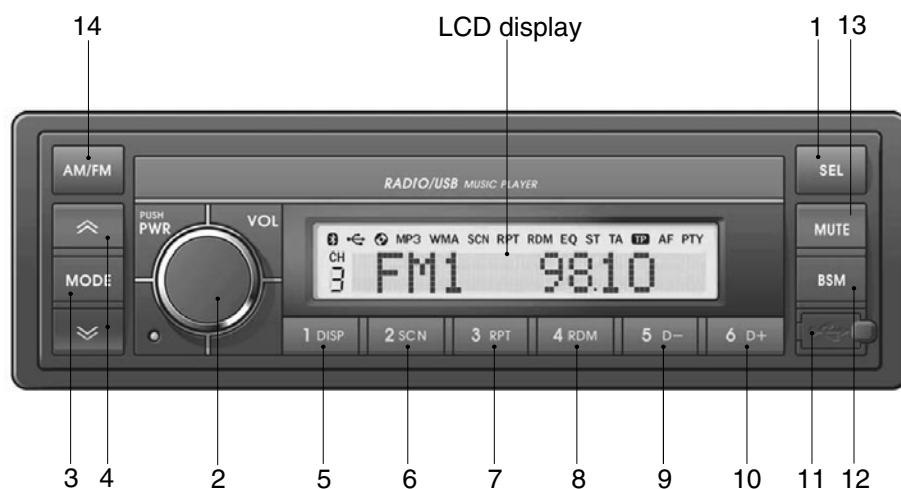 14 LCD display 1 13
AM/FM RADIO/USB MUSIC PLAYER SEL
PUSH
PWR VOL MUTE
MP3 WMA SCN RPT RDM EQ ST TA TP AF PTY
CH
3 FM1 98.10
MODE BSM
1 DISP 2 SCN 3 RPT 4 RDM 5 D− 6 D+
3 4 2 5 6 7 8 9 10 11 12